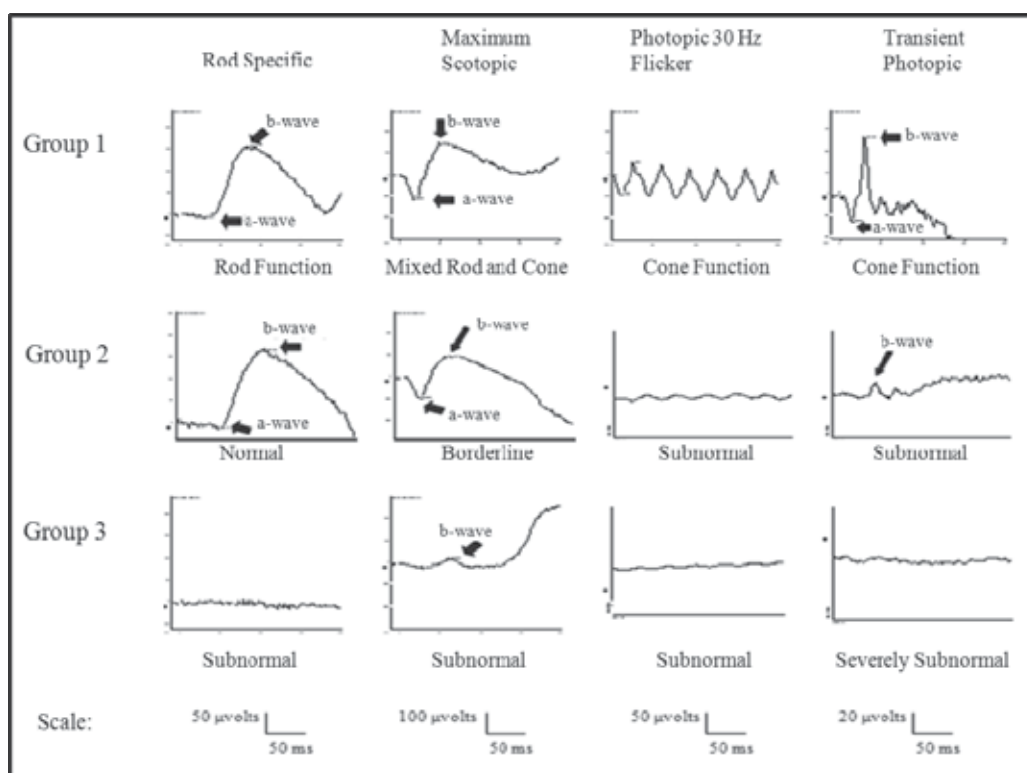 Rod Specific
Maximum
Scotopic
Photopic 30 Hz
Flicker
Transient
Photopic
Group 1
b-wave
a-wave
Rod Function
b-wave
a-wave
Mixed Rod and Cone
Cone Function
b-wave
a-wave
Cone Function
Group 2
b-wave
a-wave
Normal
b-wave
a-wave
Borderline
Subnormal
b-wave
Subnormal
Group 3
Subnormal
b-wave
Subnormal
Subnormal
Severely Subnormal
Scale:
50 μvolts
50 ms
100 μvolts
50 ms
50 μvolts
50 ms
20 μvolts
50 ms